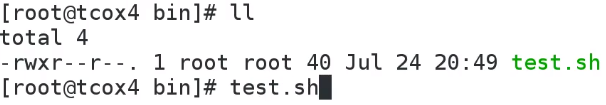 [root@tcox4 bin]# ll
total 4
-rwxr--r--. 1 root root 40 Jul 24 20:49 test.sh
[root@tcox4 bin]# test.sh